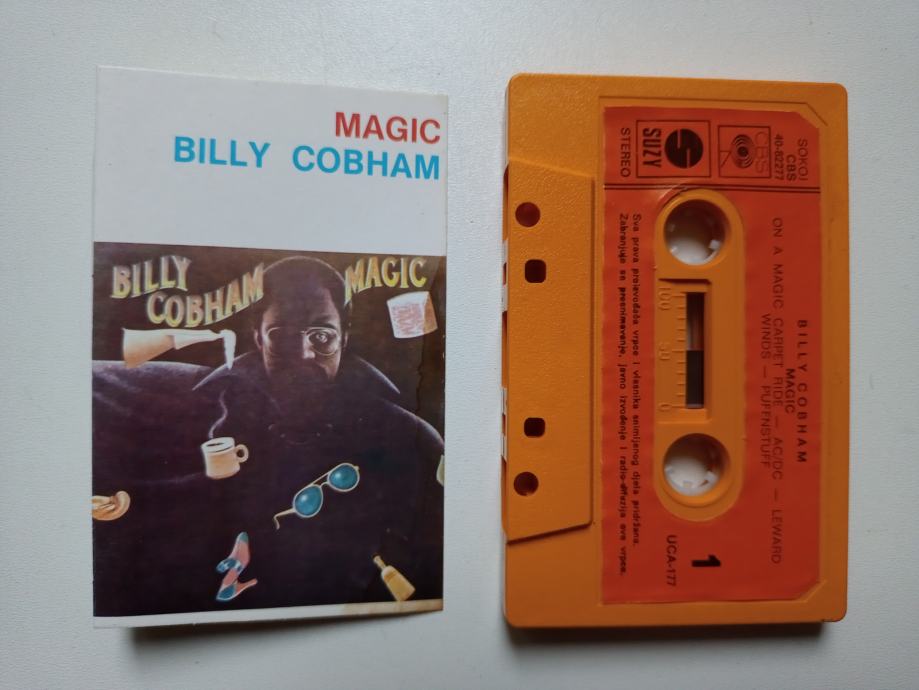 MAGIC
BILLY COBHAM
BILLY
COBHAM
MAGIC
SOKOJ
CBS
40-82277
CBS
SUZY
STEREO
BILLY COBHAM
MAGIC
ON A MAGIC CARPET RIDE — AC/DC — LEWARD
WINDS — PUFFNSTUFF
100 50 0
1
UCA-177
Sva prava proizvođača vrpce i vlasnika snimljenog djela pridržana.
Zabranjuje se presnimavanje, javno izvođenje i radio-difuzija ove vrpce.